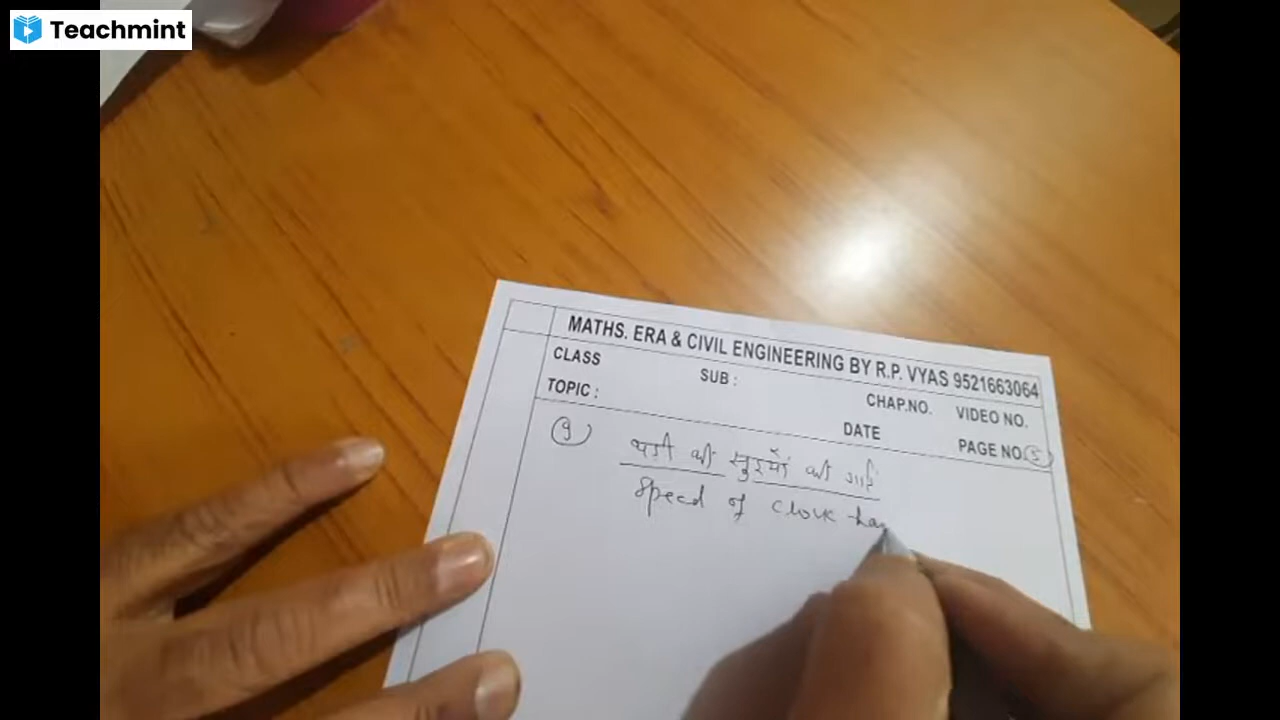 Teachmint
MATHS. ERA & CIVIL ENGINEERING BY R.P. VYAS 9521663064
CLASS SUB : CHAP.NO. VIDEO NO.
TOPIC : DATE PAGE NO. 5
9 घडी की सुइयों की गति
Speed of Clock han